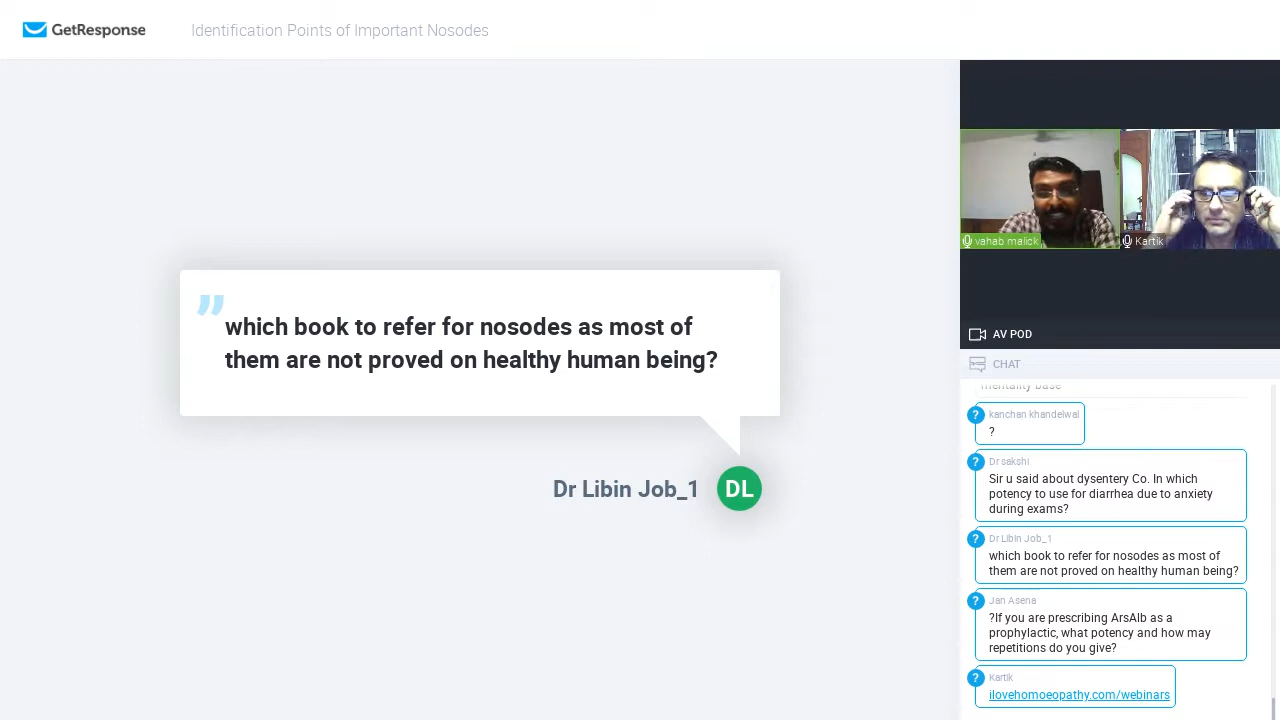 GetResponse
Identification Points of Important Nosodes
”
which book to refer for nosodes as most of
them are not proved on healthy human being?
Dr Libin Job_1
DL
vahab malick
Kartik
AV POD
CHAT
mentality base
?
kanchan khandelwal
?
?
Dr sakshi
Sir u said about dysentery Co. In which
potency to use for diarrhea due to anxiety
during exams?
?
Dr Libin Job_1
which book to refer for nosodes as most of
them are not proved on healthy human being?
?
Jan Asena
?If you are prescribing ArsAlb as a
prophylactic, what potency and how may
repetitions do you give?
?
Kartik
ilovehomoeopathy.com/webinars